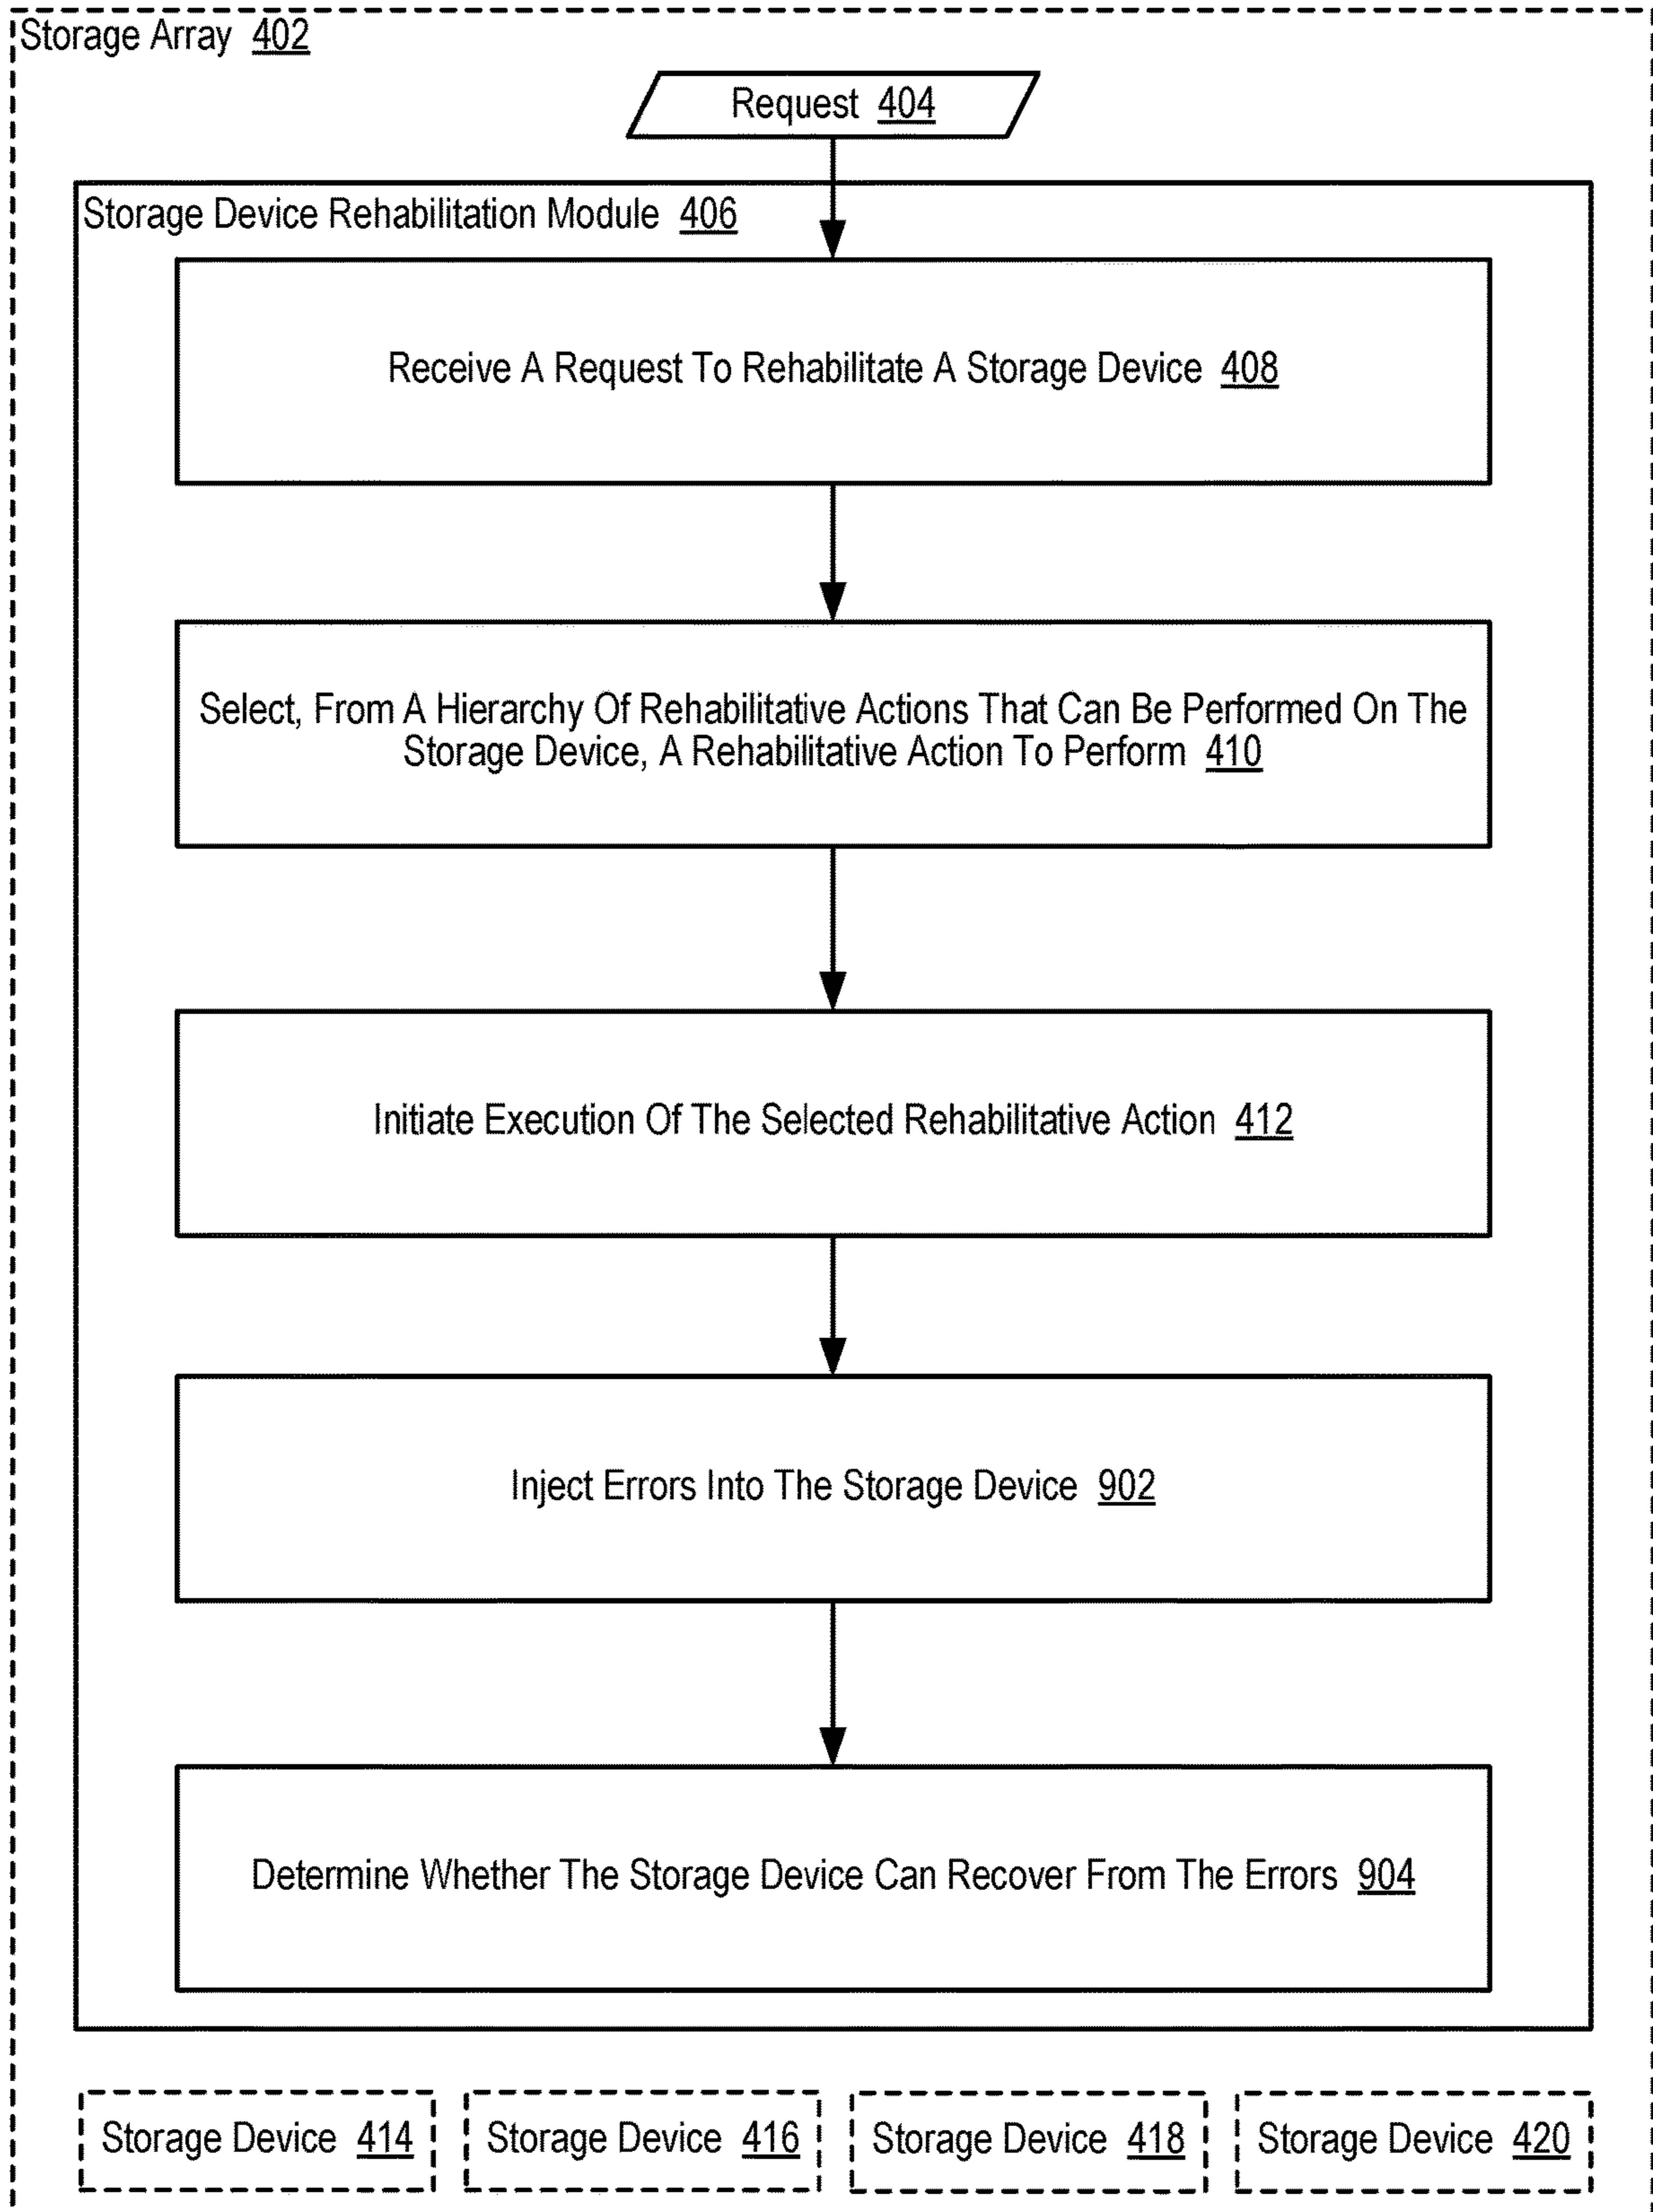 Storage Array 402
Request 404
Storage Device Rehabilitation Module 406
Receive A Request To Rehabilitate A Storage Device 408
Select, From A Hierarchy Of Rehabilitative Actions That Can Be Performed On The
Storage Device, A Rehabilitative Action To Perform 410
Initiate Execution Of The Selected Rehabilitative Action 412
Inject Errors Into The Storage Device 902
Determine Whether The Storage Device Can Recover From The Errors 904
Storage Device 414
Storage Device 416
Storage Device 418
Storage Device 420